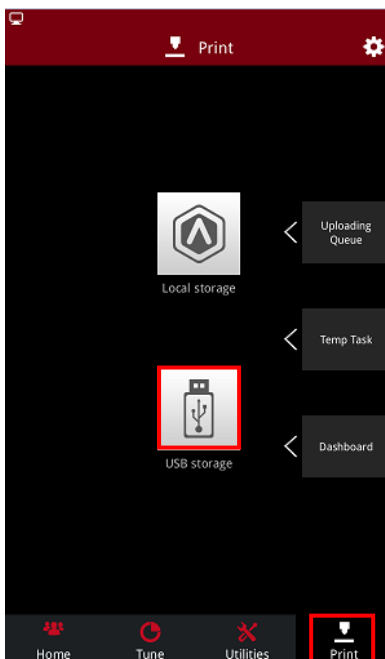 Print
Local storage
Uploading
Queue
Temp Task
USB storage
Dashboard
Home
Tune
Utilities
Print